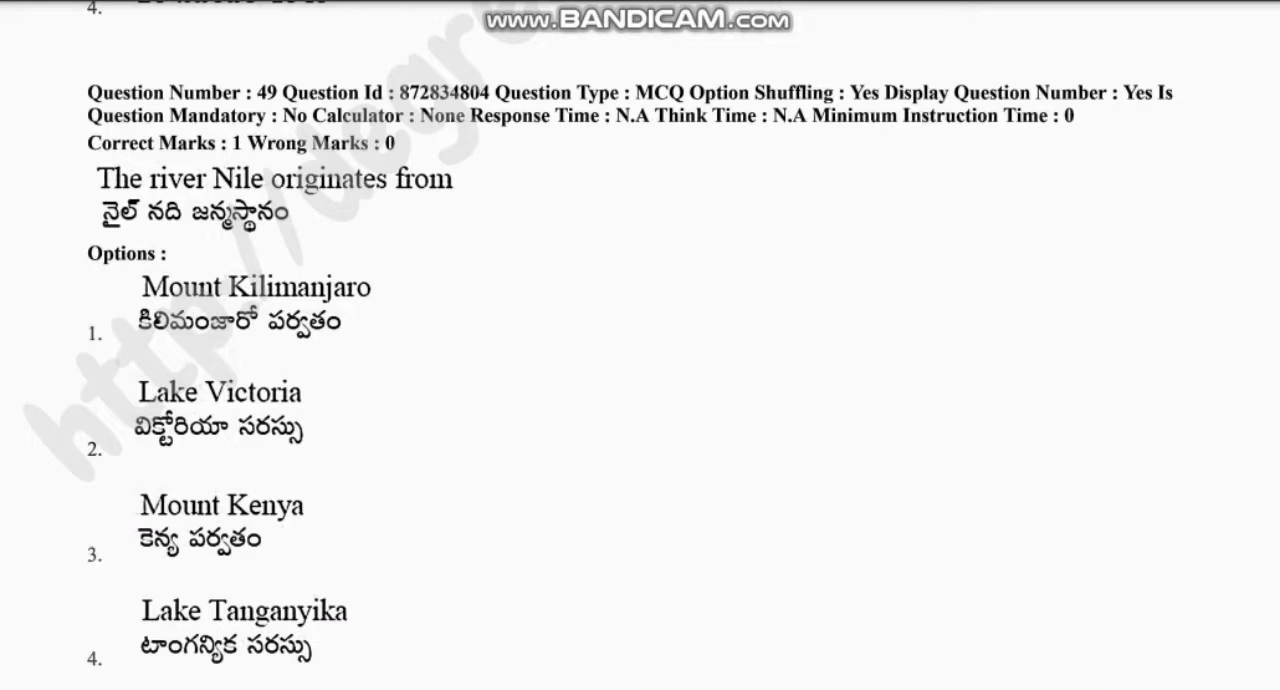 4.
www.BANDICAM.com
Question Number : 49 Question Id : 872834804 Question Type : MCQ Option Shuffling : Yes Display Question Number : Yes Is
Question Mandatory : No Calculator : None Response Time : N.A Think Time : N.A Minimum Instruction Time : 0
Correct Marks : 1 Wrong Marks : 0
The river Nile originates from
నైల్ నది జన్మస్థానం
Options :
Mount Kilimanjaro
కిలిమంజారో పర్వతం
1.
Lake Victoria
విక్టోరియా సరస్సు
2.
Mount Kenya
కెన్య పర్వతం
3.
Lake Tanganyika
టాంగన్యిక సరస్సు
4.
http://degre